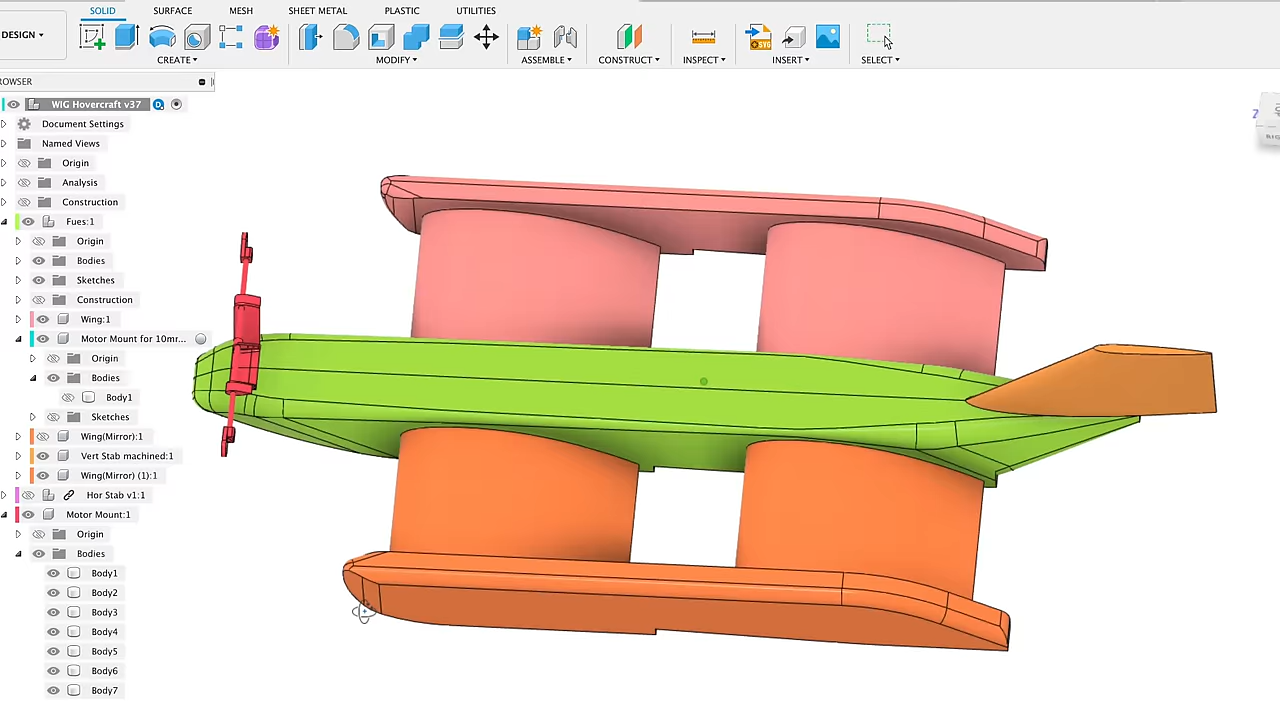 SOLID SURFACE MESH SHEET METAL PLASTIC UTILITIES
DESIGN
CREATE MODIFY ASSEMBLE CONSTRUCT INSPECT INSERT SELECT
ROWSER
WIG Hovercraft v37
Document Settings
Named Views
Origin
Analysis
Construction
Fues:1
Origin
Bodies
Sketches
Construction
Wing:1
Motor Mount for 10mr...
Origin
Bodies
Body1
Sketches
Wing(Mirror):1
Vert Stab machined:1
Wing(Mirror) (1):1
Hor Stab v1:1
Motor Mount:1
Origin
Bodies
Body1
Body2
Body3
Body4
Body5
Body6
Body7
SVG
Z